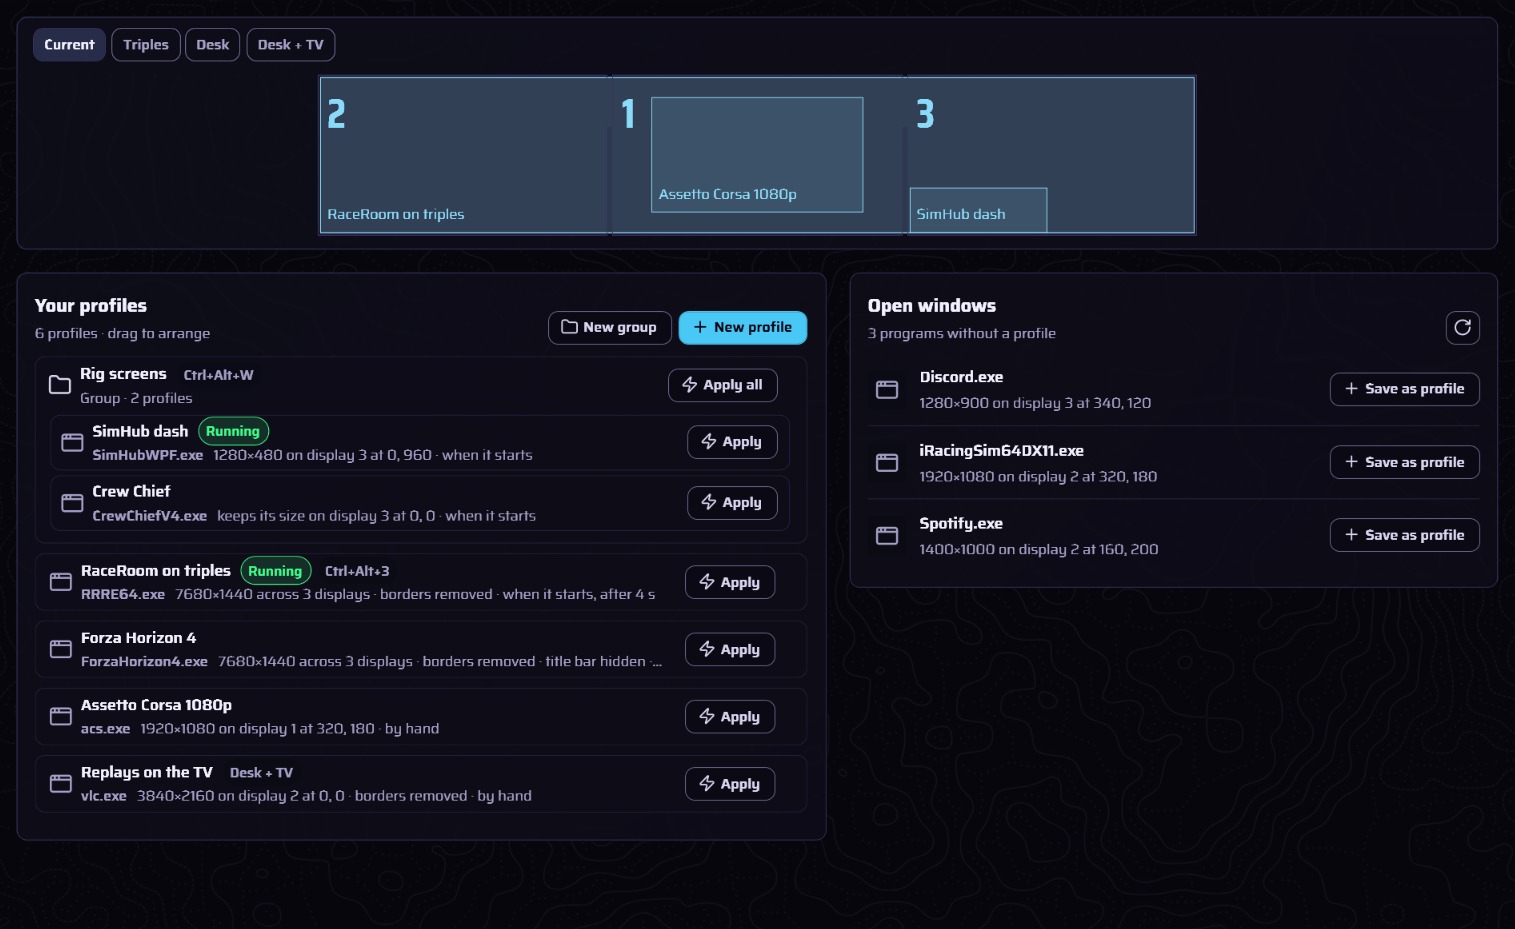 Current
Triples
Desk
Desk + TV
2
1
3
Assetto Corsa 1080p
RaceRoom on triples
SimHub dash
Your profiles
6 profiles · drag to arrange
New group
+ New profile
Rig screens Ctrl+Alt+W
Group · 2 profiles
Apply all
SimHub dash Running
SimHubWPF.exe 1280×480 on display 3 at 0, 960 · when it starts
Apply
Crew Chief
CrewChiefV4.exe keeps its size on display 3 at 0, 0 · when it starts
Apply
RaceRoom on triples Running Ctrl+Alt+3
RRRE64.exe 7680×1440 across 3 displays · borders removed · when it starts, after 4 s
Apply
Forza Horizon 4
ForzaHorizon4.exe 7680×1440 across 3 displays · borders removed · title bar hidden ·...
Apply
Assetto Corsa 1080p
acs.exe 1920×1080 on display 1 at 320, 180 · by hand
Apply
Replays on the TV Desk + TV
vlc.exe 3840×2160 on display 2 at 0, 0 · borders removed · by hand
Apply
Open windows
3 programs without a profile
Discord.exe
1280×900 on display 3 at 340, 120
+ Save as profile
iRacingSim64DX11.exe
1920×1080 on display 2 at 320, 180
+ Save as profile
Spotify.exe
1400×1000 on display 2 at 160, 200
+ Save as profile